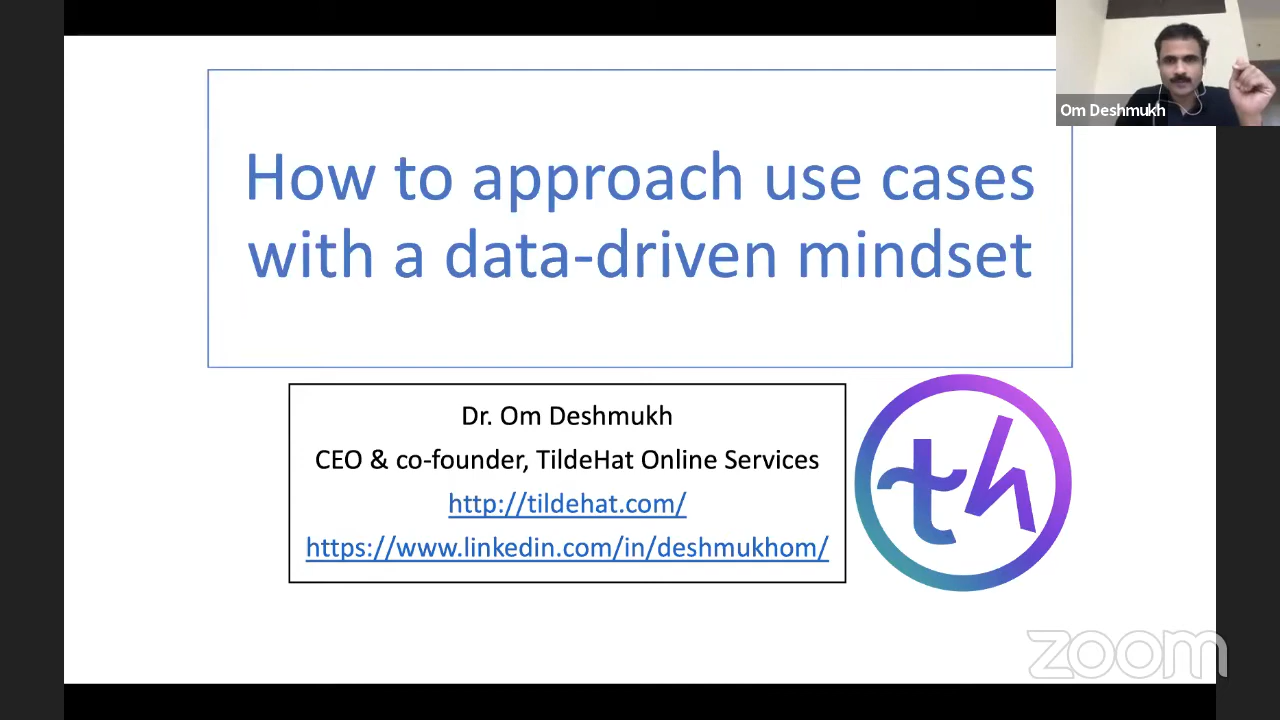 Om Deshmukh
How to approach use cases
with a data-driven mindset
Dr. Om Deshmukh
CEO & co-founder, TildeHat Online Services
http://tildehat.com/
https://www.linkedin.com/in/deshmukhom/
th
zoom